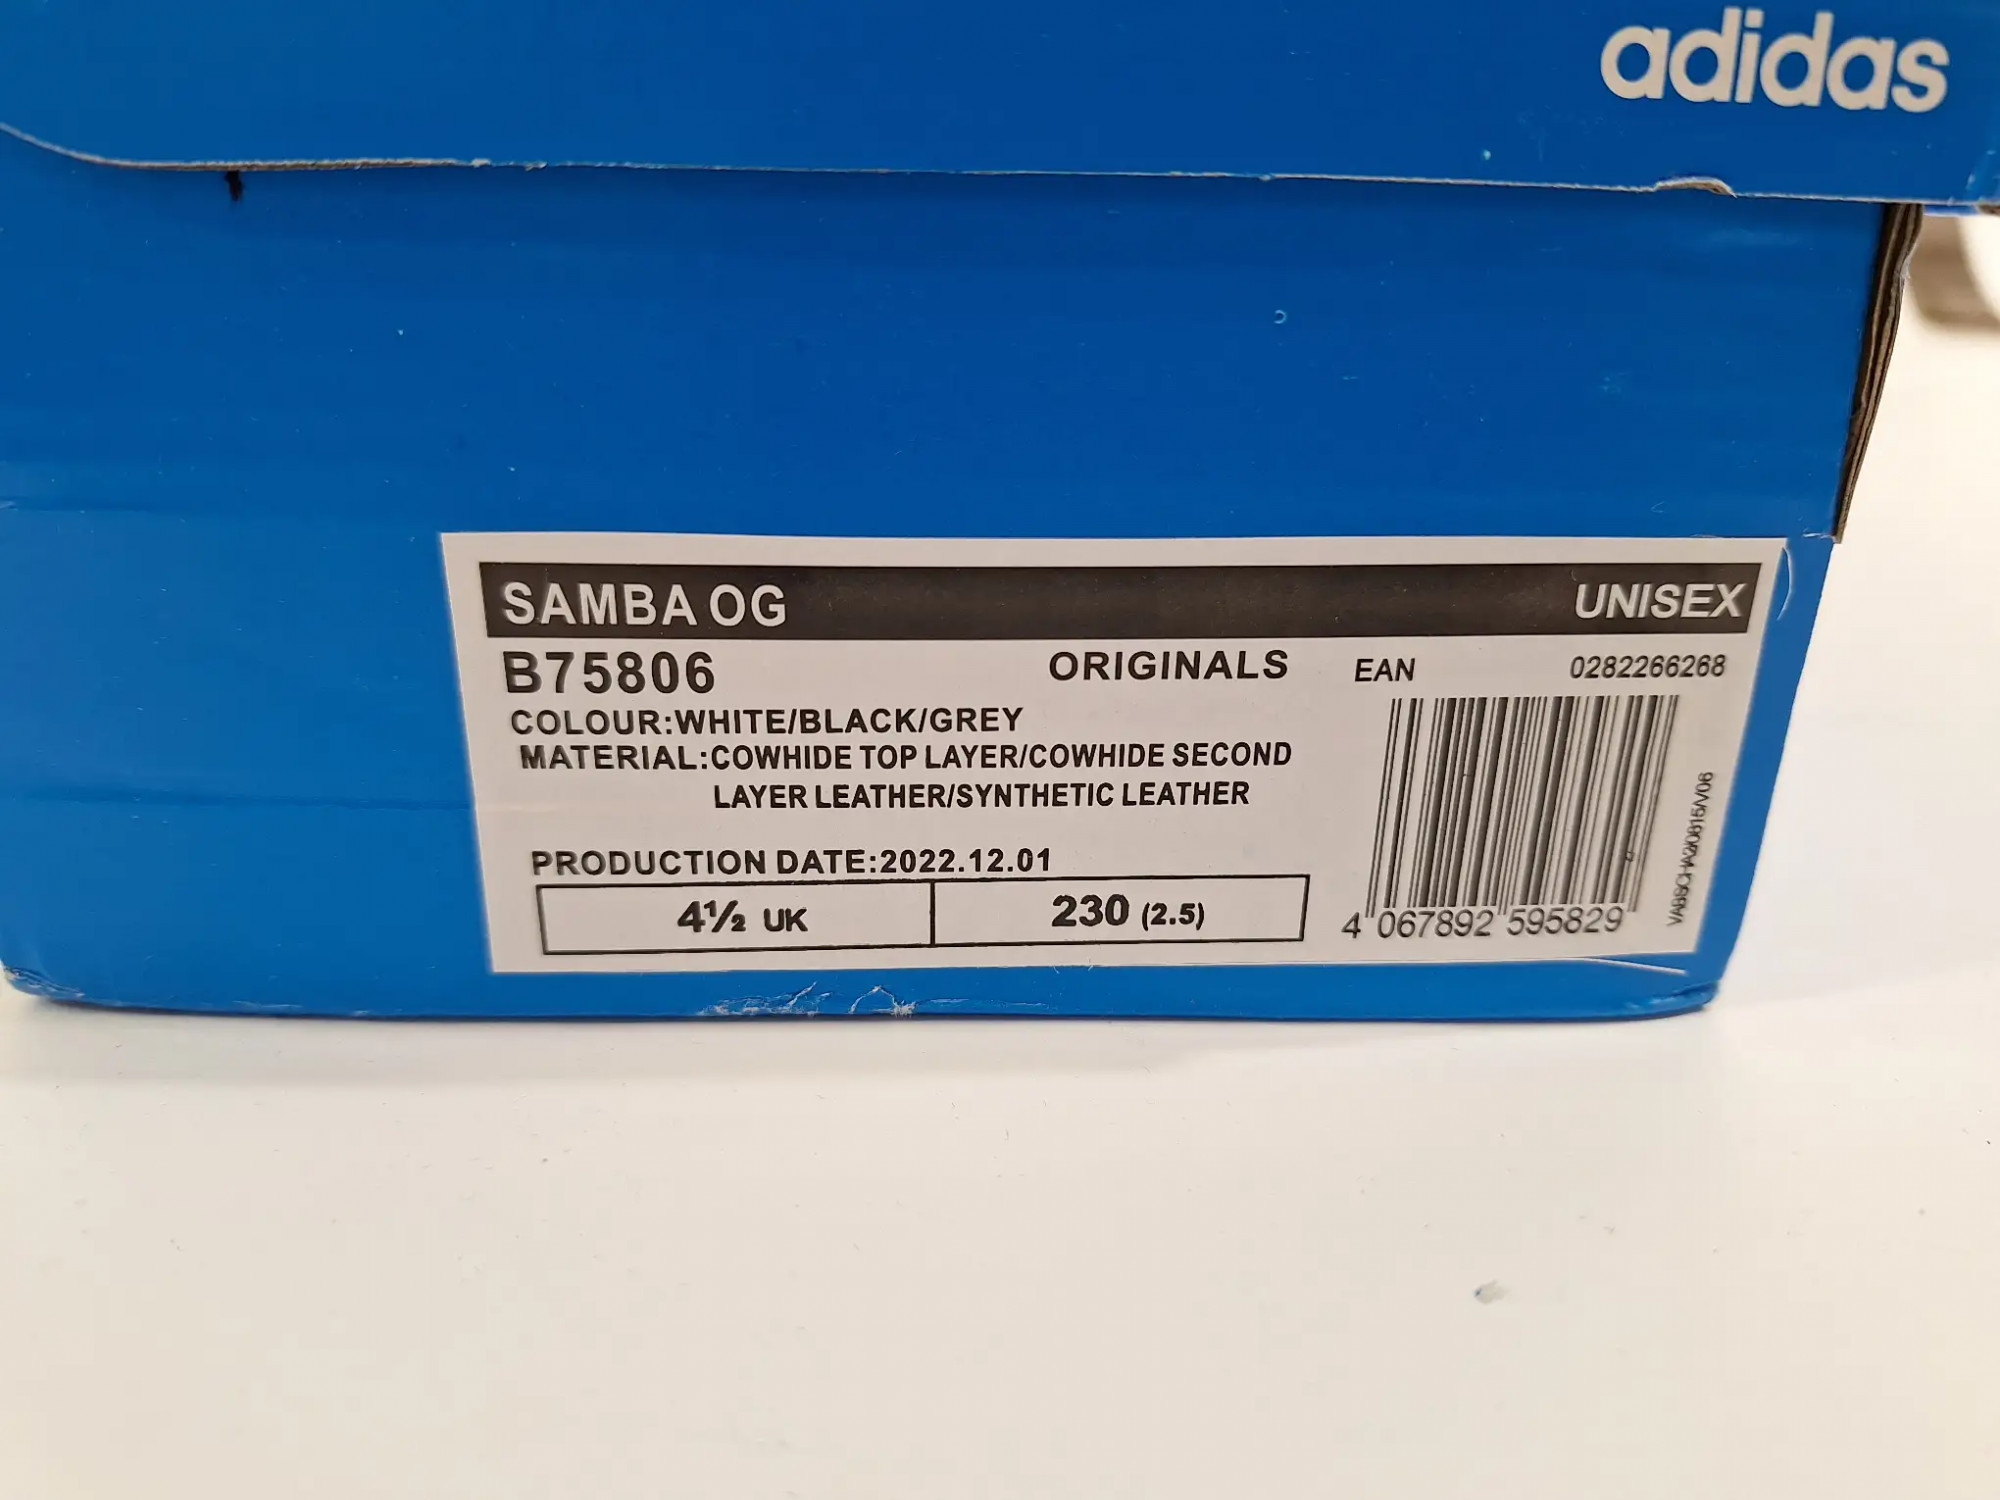 adidas
SAMBA OG UNISEX
B75806 ORIGINALS EAN 0282266268
COLOUR:WHITE/BLACK/GREY
MATERIAL:COWHIDE TOP LAYER/COWHIDE SECOND
LAYER LEATHER/SYNTHETIC LEATHER
PRODUCTION DATE:2022.12.01
4½ UK 230 (2.5)
4 067892 595829